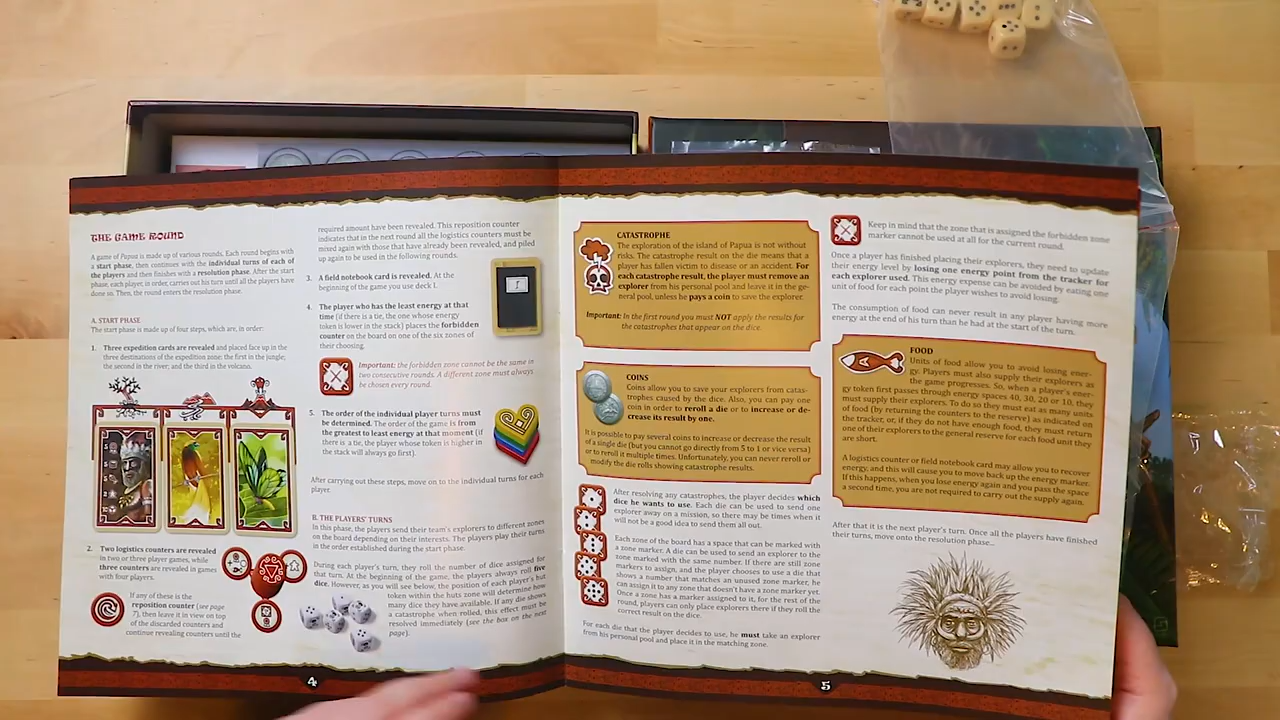 THE GAME ROUND
A game of Papua is made up of various rounds. Each round begins with
a start phase, then continues with the individual turns of each of
the players and then finishes with a resolution phase. After the start
phase, each player, in order, carries out his turn until all the players have
done so. Then, the round enters the resolution phase.
A. START PHASE
The start phase is made up of four steps, which are, in order:
1. Three expedition cards are revealed and placed face up in the
three destinations of the expedition zone: the first in the jungle;
the second in the river; and the third in the volcano.
2. Two logistics counters are revealed
in two or three player games, while
three counters are revealed in games
with four players.
If any of these is the
reposition counter (see page
7), then leave it in view on top
of the discarded counters and
continue revealing counters until the
4
required amount have been revealed. This reposition counter
indicates that in the next round all the logistics counters must be
mixed again with those that have already been revealed, and piled
up again to be used in the following rounds.
3. A field notebook card is revealed. At the
beginning of the game you use deck I.
4. The player who has the least energy at that
time (if there is a tie, the one whose energy
token is lower in the stack) places the forbidden
counter on the board on one of the six zones of
their choosing.
Important: the forbidden zone cannot be the same in
two consecutive rounds. A different zone must always
be chosen every round.
5. The order of the individual player turns must
be determined. The order of the game is from
the greatest to least energy at that moment (if
there is a tie, the player whose token is higher in
the stack will always go first).
After carrying out these steps, move on to the individual turns for each
player.
B. THE PLAYERS' TURNS
In this phase, the players send their team's explorers to different zones
on the board depending on their interests. The players play their turns
in the order established during the start phase.
During each player's turn, they roll the number of dice assigned for
that turn. At the beginning of the game, the players always roll five
dice. However, as you will see below, the position of each player's hut
token within the huts zone will determine how
many dice they have available. If any die shows
a catastrophe when rolled, this effect must be
resolved immediately (see the box on the next
page).
CATASTROPHE
The exploration of the island of Papua is not without
risks. The catastrophe result on the die means that a
player has fallen victim to disease or an accident. For
each catastrophe result, the player must remove an
explorer from his personal pool and leave it in the gen-
eral pool, unless he pays a coin to save the explorer.
Important: In the first round you must NOT apply the results for
the catastrophes that appear on the dice.
COINS
Coins allow you to save your explorers from catas-
trophes caused by the dice. Also, you can pay one
coin in order to reroll a die or to increase or de-
crease its result by one.
It is possible to pay several coins to increase or decrease the result
of a single die (but you cannot go directly from 5 to 1 or vice versa)
or to reroll it multiple times. Unfortunately, you can never reroll or
modify the die rolls showing catastrophe results.
After resolving any catastrophes, the player decides which
dice he wants to use. Each die can be used to send one
explorer away on a mission, so there may be times when it
will not be a good idea to send them all out.
Each zone of the board has a space that can be marked with
a zone marker. A die can be used to send an explorer to the
zone marked with the same number. If there are still zone
markers to assign, and the player chooses to use a die that
shows a number that matches an unused zone marker, he
can assign it to any zone that doesn't have a zone marker yet.
Once a zone has a marker assigned to it, for the rest of the
round, players can only place explorers there if they roll the
correct result on the dice.
For each die that the player decides to use, he must take an explorer
from his personal pool and place it in the matching zone.
5
Keep in mind that the zone that is assigned the forbidden zone
marker cannot be used at all for the current round.
Once a player has finished placing their explorers, they need to update
their energy level by losing one energy point from the tracker for
each explorer used. This energy expense can be avoided by eating one
unit of food for each point the player wishes to avoid losing.
The consumption of food can never result in any player having more
energy at the end of his turn than he had at the start of the turn.
FOOD
Units of food allow you to avoid losing ener-
gy. Players must also supply their explorers as
the game progresses. So, when a player's ener-
gy token first passes through energy spaces 40, 30, 20 or 10, they
must supply their explorers. To do so they must eat as many units
of food (by returning the counters to the reserve) as indicated on
the tracker, or, if they do not have enough food, they must return
one of their explorers to the general reserve for each food unit they
are short.
A logistics counter or field notebook card may allow you to recover
energy, and this will cause you to move back up the energy marker.
If this happens, when you lose energy again and you pass the space
a second time, you are not required to carry out the supply again.
After that it is the next player's turn. Once all the players have finished
their turns, move onto the resolution phase...